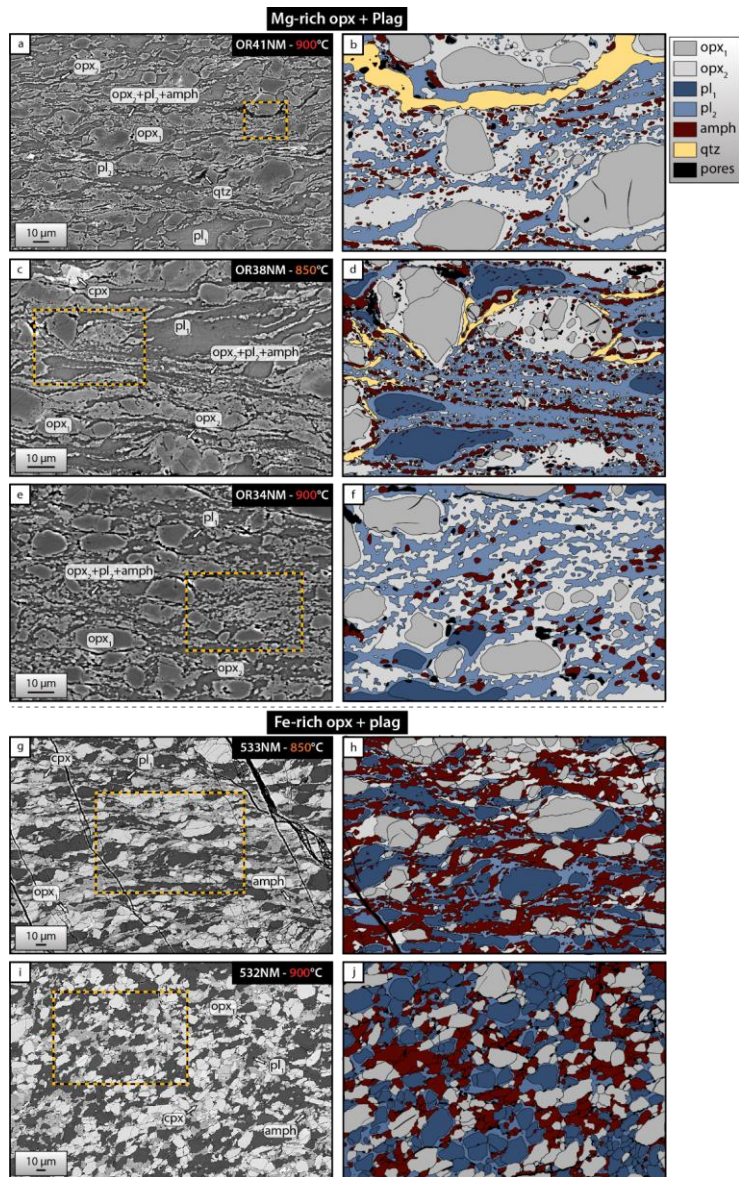 Mg-rich opx + Plag
a
OR41NM - 900°C
opx₂
opx₂+pl₂+amph
opx₁
pl₂
qtz
pl₁
10 µm
b
opx₁
opx₂
pl₁
pl₂
amph
qtz
pores
c
OR38NM - 850°C
cpx
pl₁
opx₂+pl₂+amph
opx₁
opx₂
10 µm
d
e
OR34NM - 900°C
pl₁
opx₂+pl₂+amph
opx₁
opx₂
10 µm
f
Fe-rich opx + plag
g
533NM - 850°C
cpx
pl
opx₁
amph
10 µm
h
i
532NM - 900°C
opx₁
pl
cpx
amph
10 µm
j